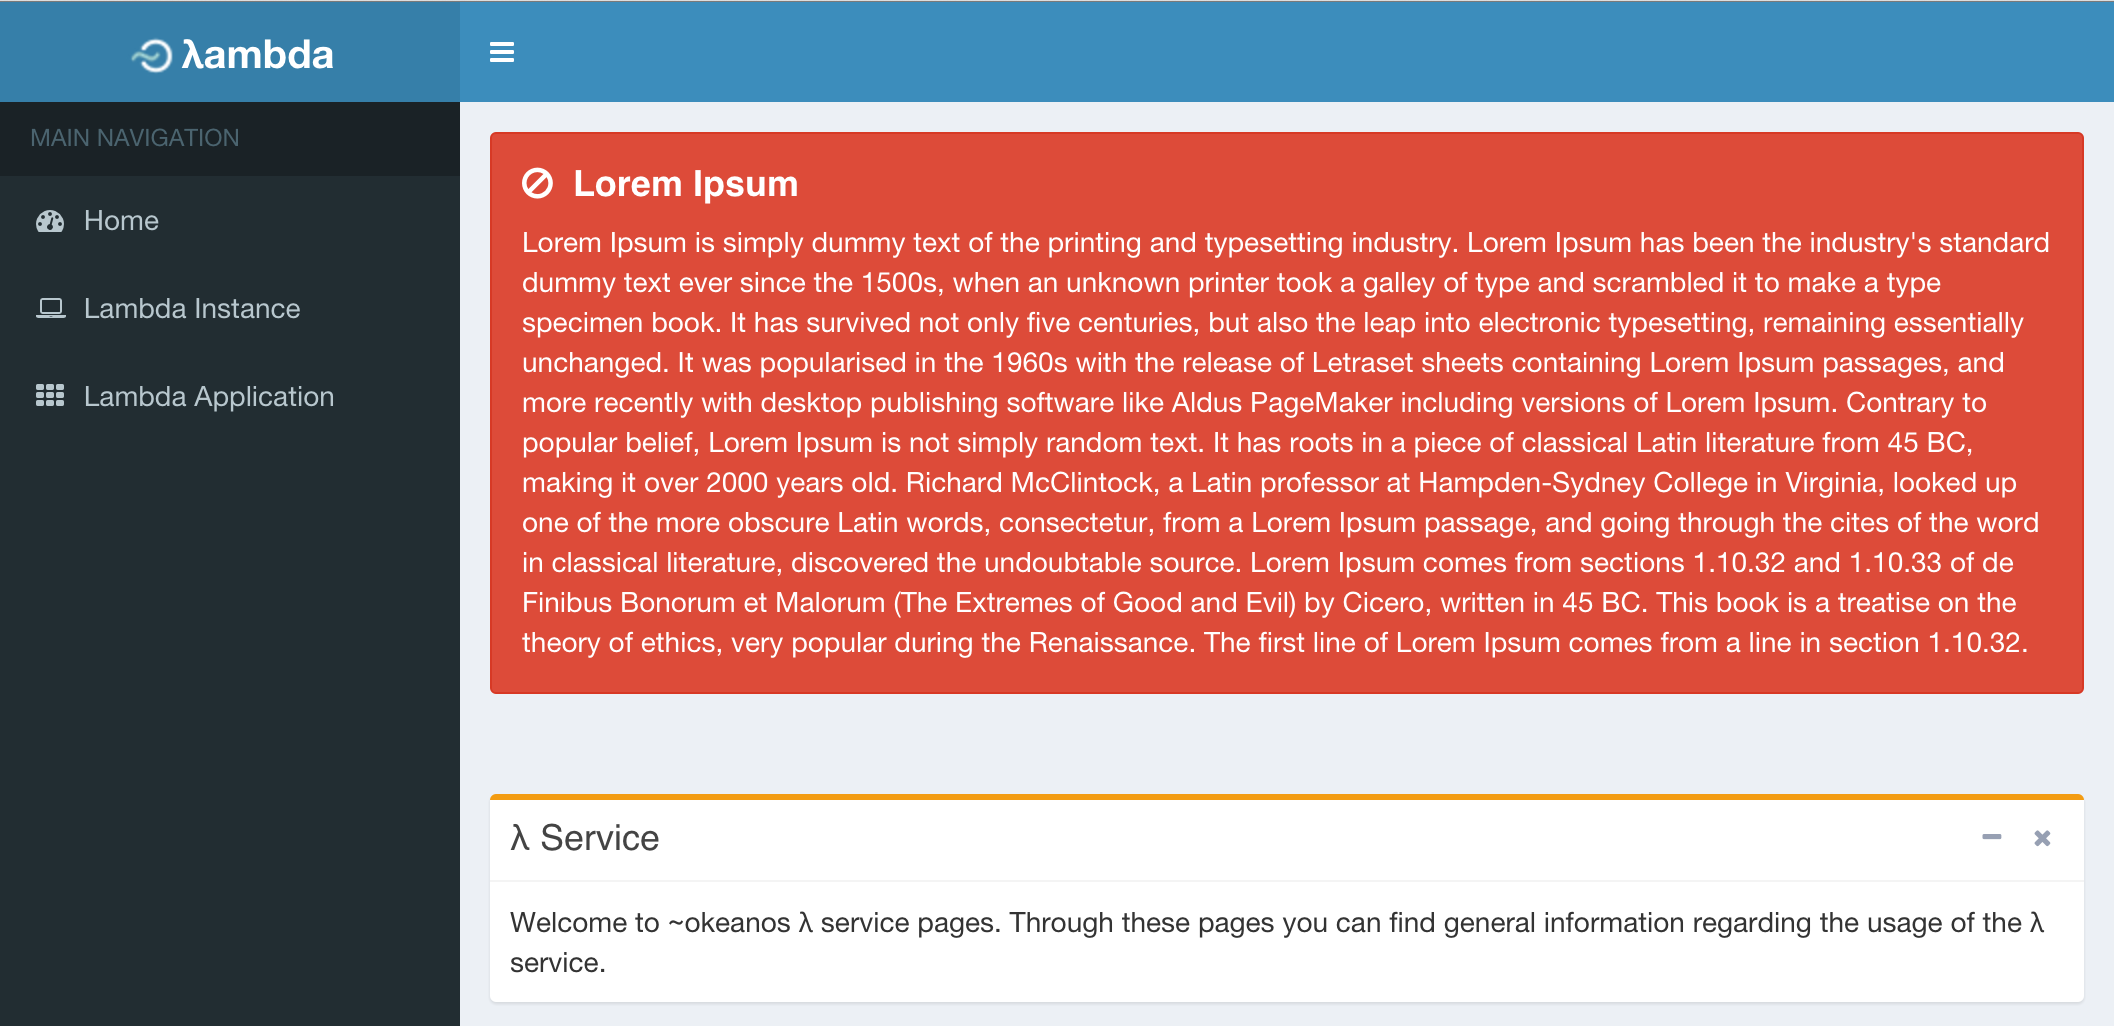 λambda
MAIN NAVIGATION
Home
Lambda Instance
Lambda Application
Lorem Ipsum
Lorem Ipsum is simply dummy text of the printing and typesetting industry. Lorem Ipsum has been the industry's standard
dummy text ever since the 1500s, when an unknown printer took a galley of type and scrambled it to make a type
specimen book. It has survived not only five centuries, but also the leap into electronic typesetting, remaining essentially
unchanged. It was popularised in the 1960s with the release of Letraset sheets containing Lorem Ipsum passages, and
more recently with desktop publishing software like Aldus PageMaker including versions of Lorem Ipsum. Contrary to
popular belief, Lorem Ipsum is not simply random text. It has roots in a piece of classical Latin literature from 45 BC,
making it over 2000 years old. Richard McClintock, a Latin professor at Hampden-Sydney College in Virginia, looked up
one of the more obscure Latin words, consectetur, from a Lorem Ipsum passage, and going through the cites of the word
in classical literature, discovered the undoubtable source. Lorem Ipsum comes from sections 1.10.32 and 1.10.33 of de
Finibus Bonorum et Malorum (The Extremes of Good and Evil) by Cicero, written in 45 BC. This book is a treatise on the
theory of ethics, very popular during the Renaissance. The first line of Lorem Ipsum comes from a line in section 1.10.32.
λ Service
Welcome to ~okeanos λ service pages. Through these pages you can find general information regarding the usage of the λ
service.